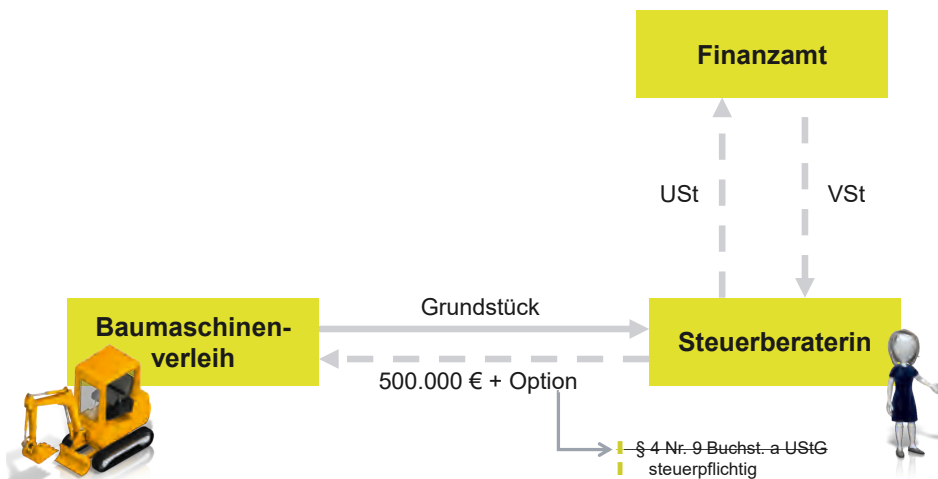 Finanzamt
USt
VSt
Grundstück
Baumaschinen-
verleih
Steuerberaterin
500.000 € + Option
§ 4 Nr. 9 Buchst. a UStG
steuerpflichtig